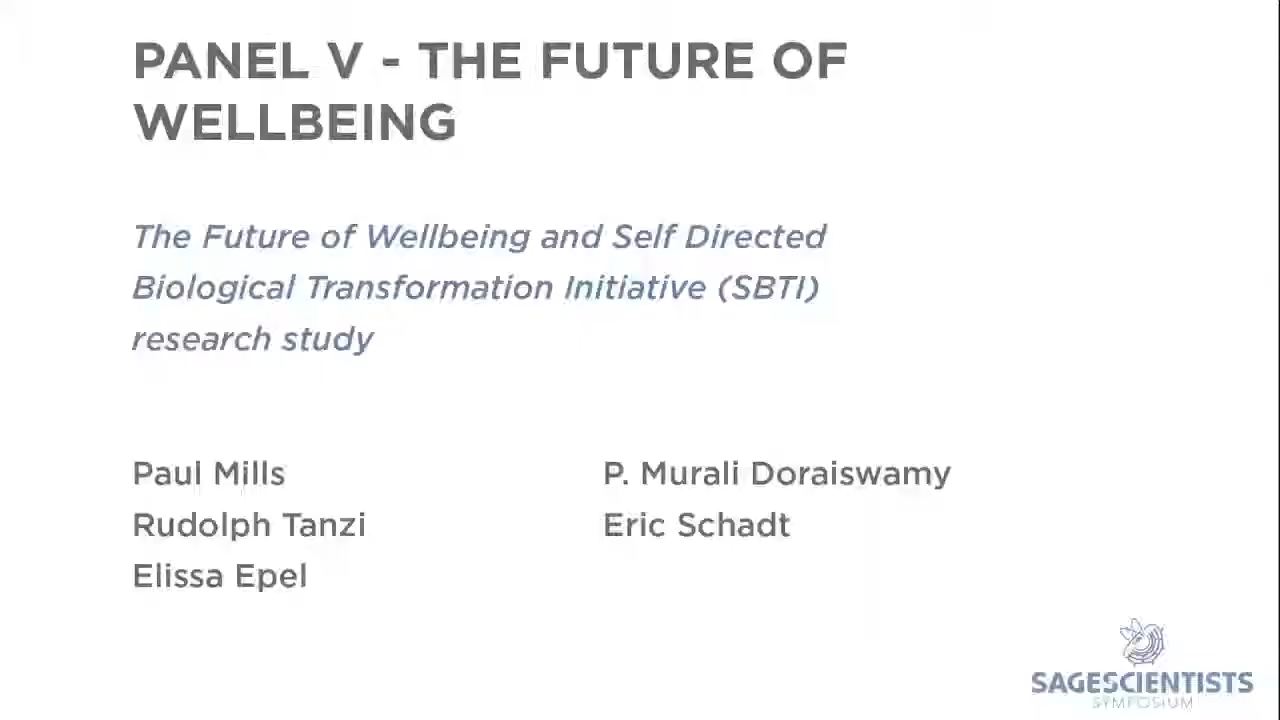 PANEL V - THE FUTURE OF
WELLBEING
The Future of Wellbeing and Self Directed
Biological Transformation Initiative (SBTI)
research study
Paul Mills
Rudolph Tanzi
Elissa Epel
P. Murali Doraiswamy
Eric Schadt
SAGESCIENTISTS
SYMPOSIUM